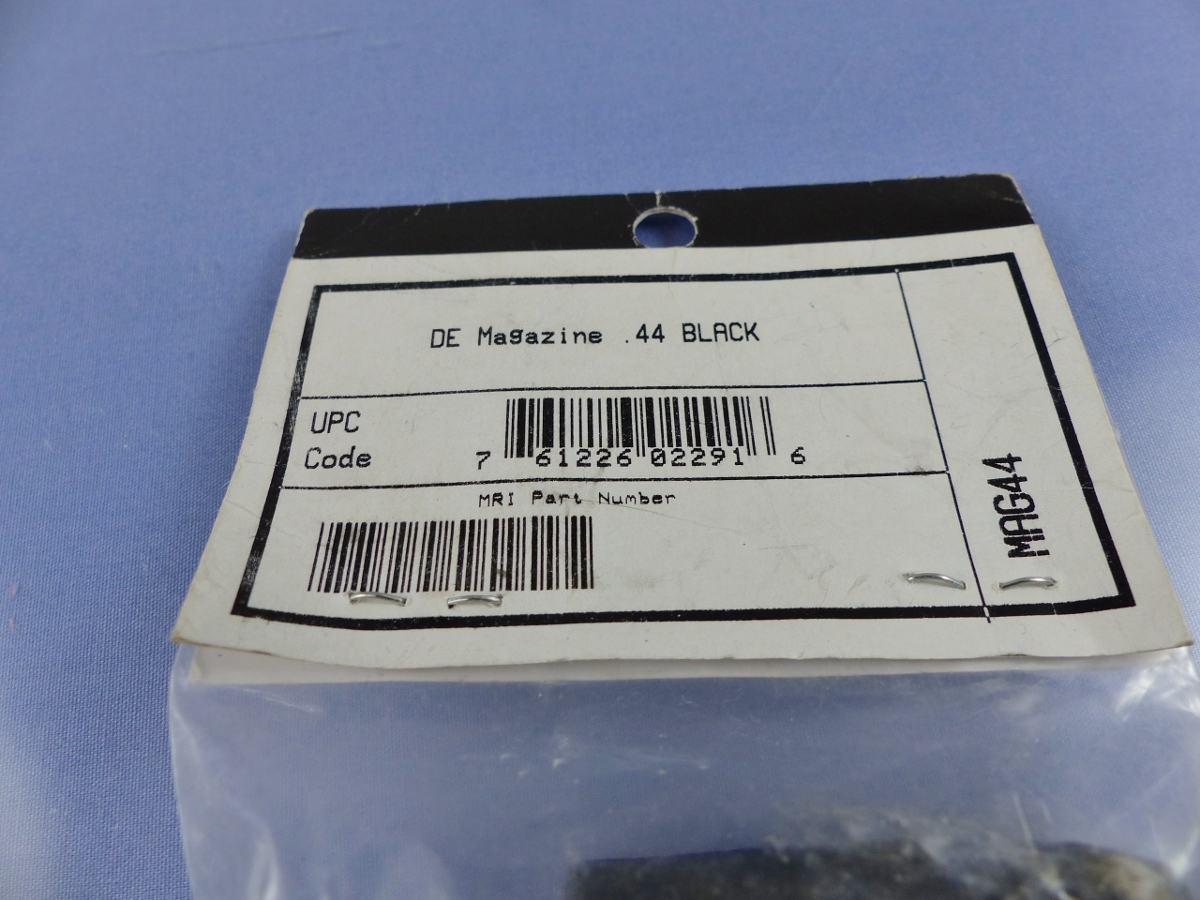 DE Magazine .44 BLACK
UPC
Code
7 61226 02291 6
MRI Part Number
MAG44